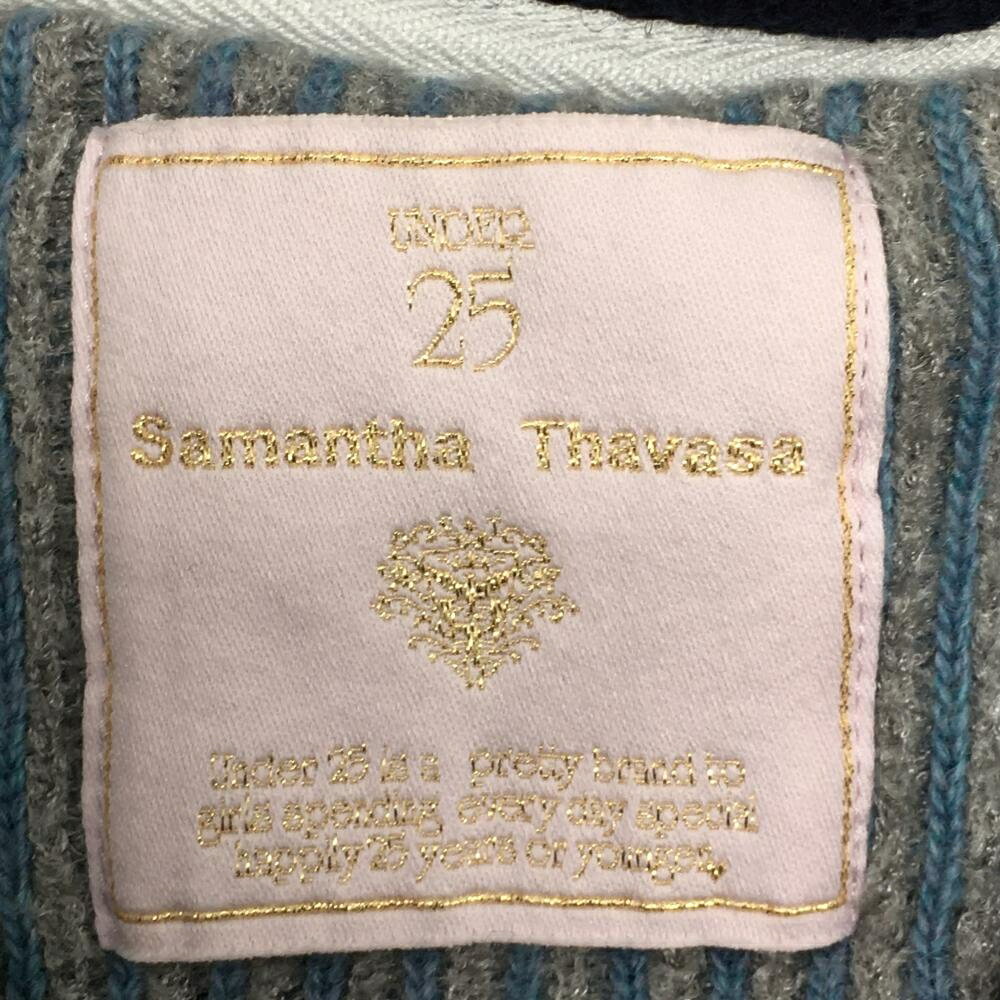 UNDER
25
Samantha Thavasa
Under 25 is a pretty brand to
girls spending every day special
happily 25 years or younger,